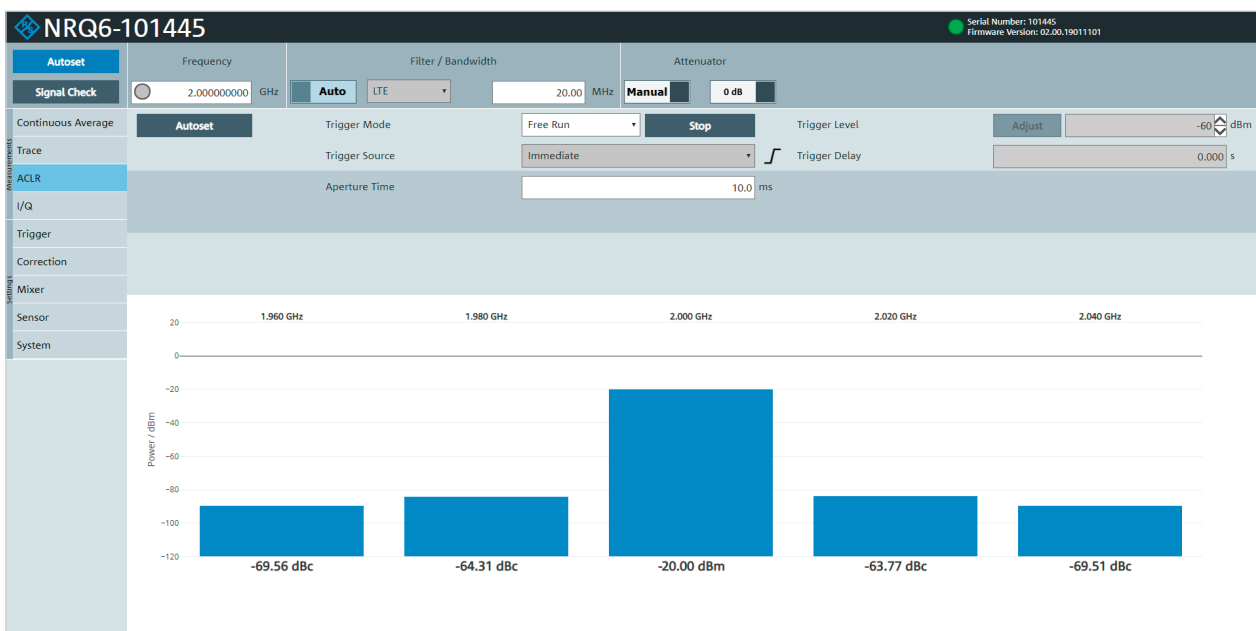 NRQ6-101445
Serial Number: 101445
Firmware Version: 02.00.19011101
Autoset
Signal Check
Frequency
2.000000000 GHz
Filter / Bandwidth
Auto LTE 20.00 MHz
Attenuator
Manual 0 dB
Measurements
Continuous Average
Trace
ACLR
I/Q
Settings
Trigger
Correction
Mixer
Sensor
System
Autoset Trigger Mode Free Run Stop Trigger Level Adjust -60 dBm
Trigger Source Immediate Trigger Delay 0.000 s
Aperture Time 10.0 ms
1.960 GHz 1.980 GHz 2.000 GHz 2.020 GHz 2.040 GHz
Power / dBm
20
0
−20
−40
−60
−80
−100
−120
-69.56 dBc -64.31 dBc -20.00 dBm -63.77 dBc -69.51 dBc